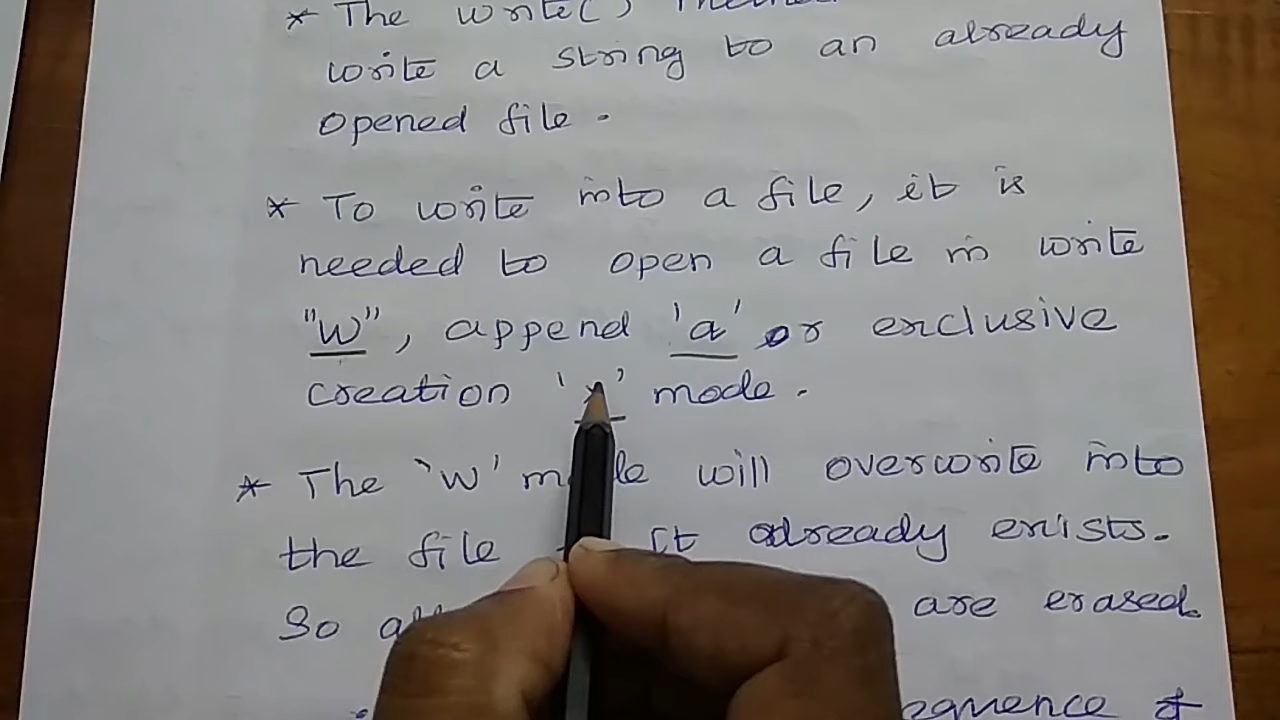 * The write()
write a string to an already
opened file.
* To write into a file, it is
needed to open a file in write
"w", append 'a' or exclusive
creation 'x' mode.
* The 'w' mode will overwrite into
the file it already exists.
So are erased.